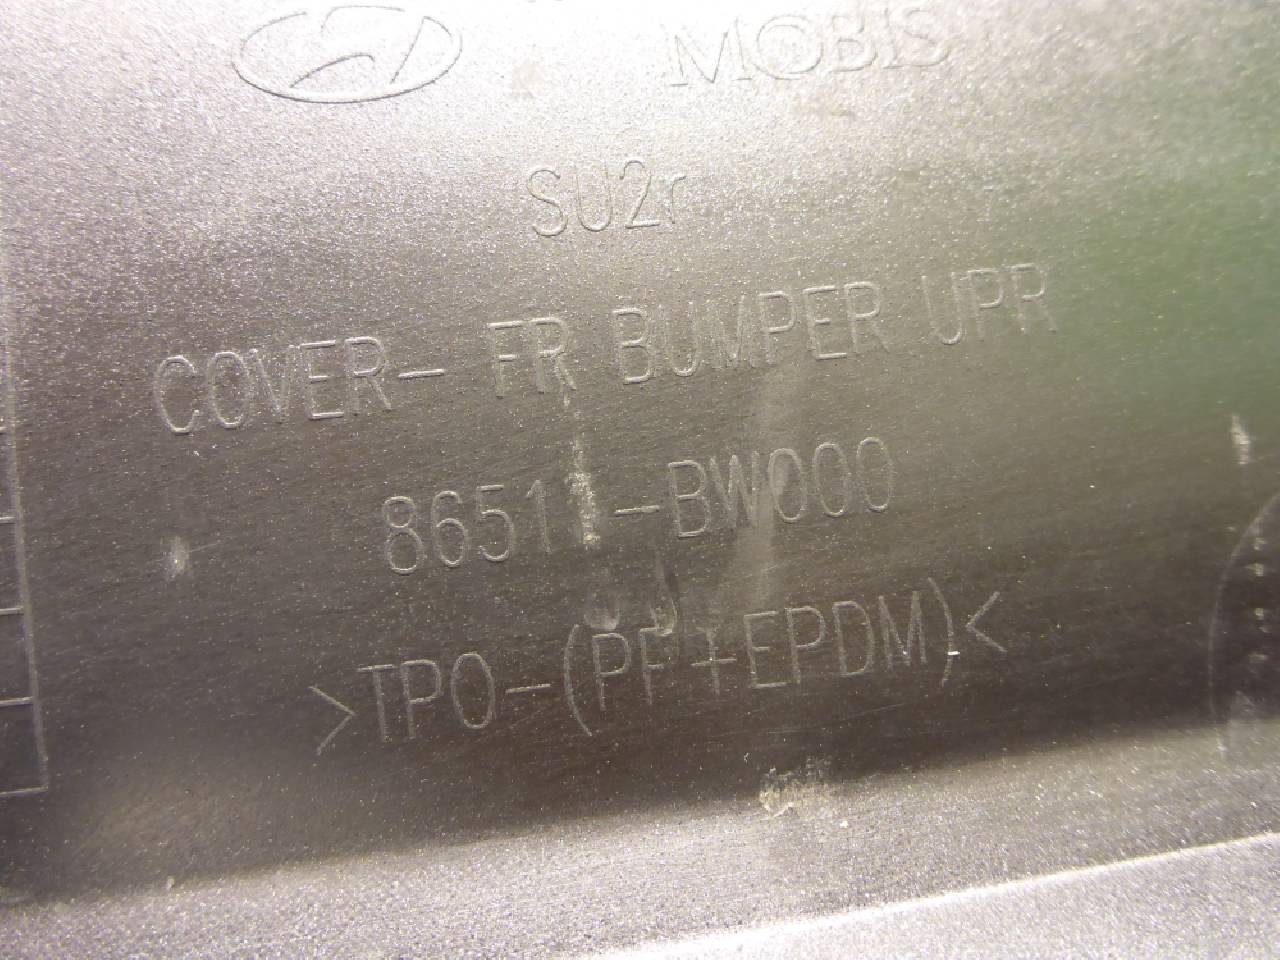 MOBIS
SU2r
COVER- FR BUMPER UPR
86511-BW000
>TPO-(PP+EPDM)<